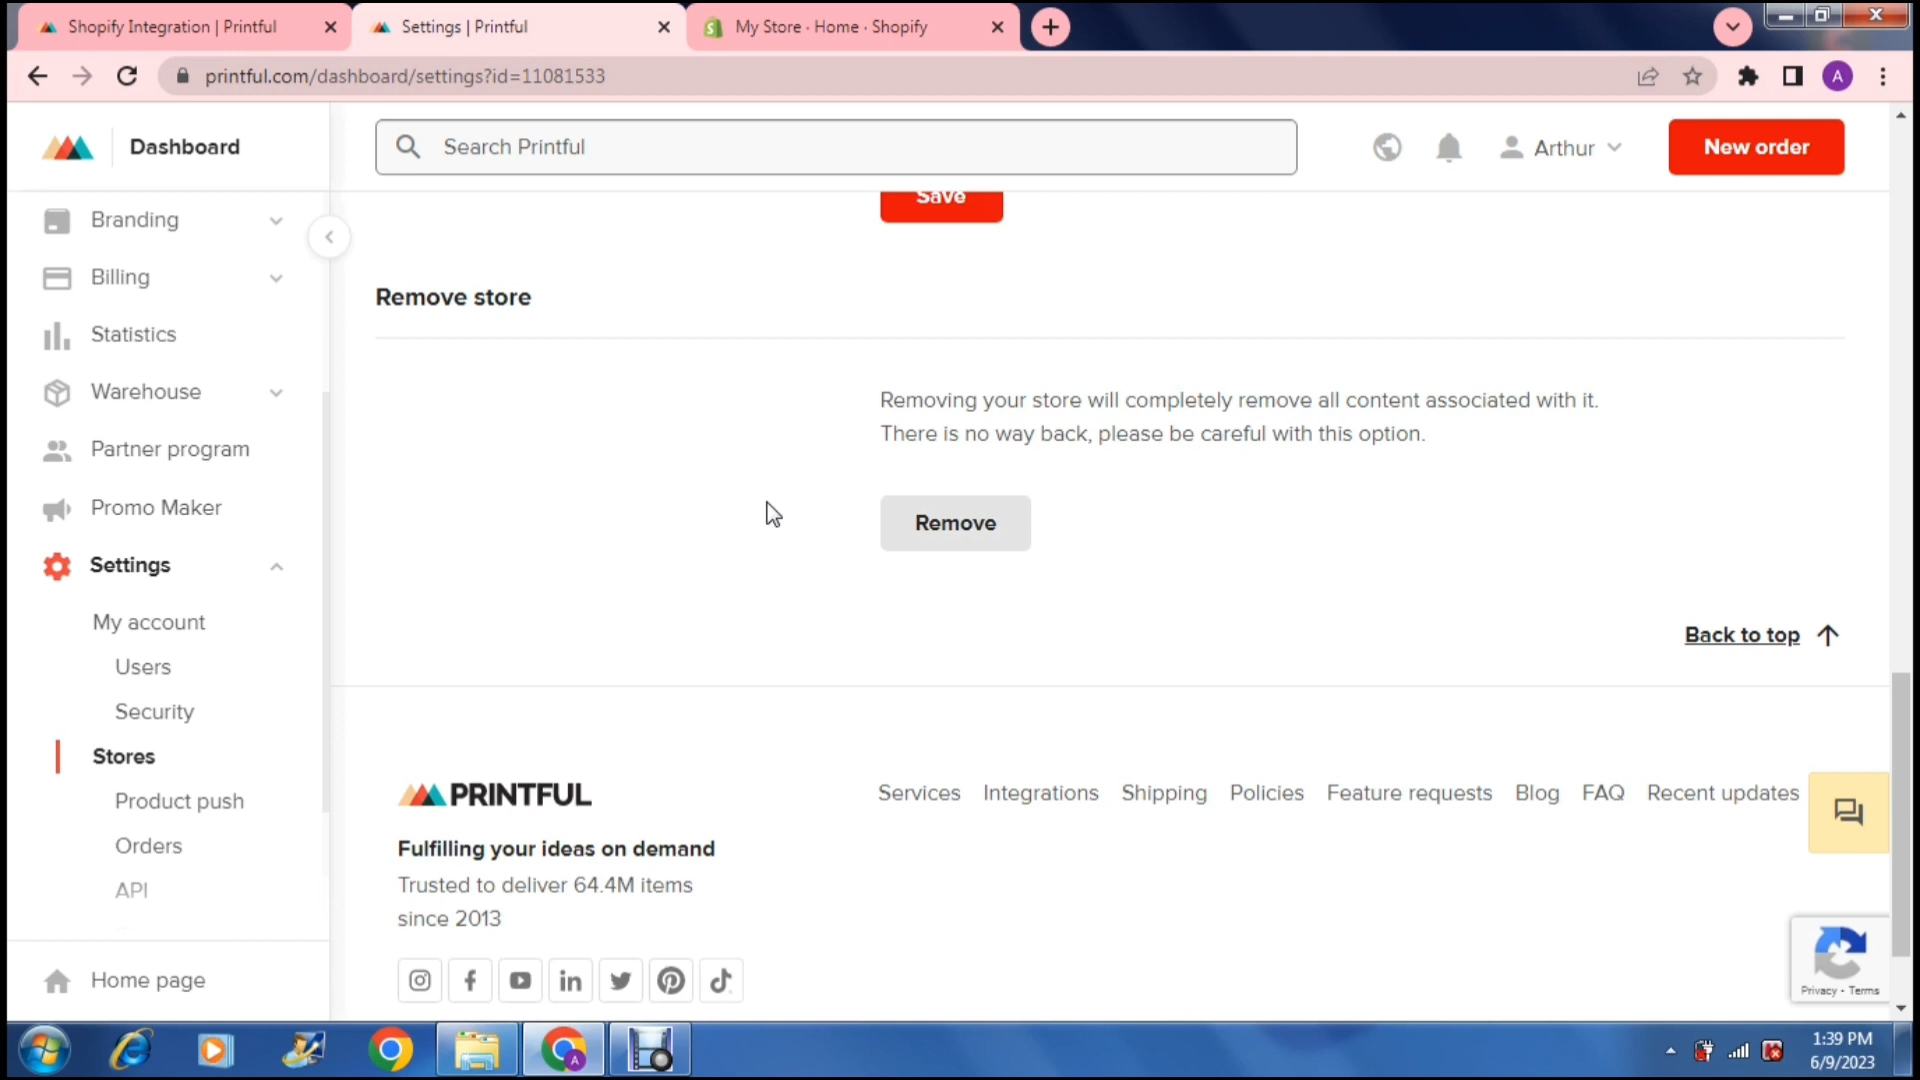 Shopify Integration | Printful
Settings | Printful
My Store · Home · Shopify
printful.com/dashboard/settings?id=11081533
A
Dashboard
Search Printful
Arthur
New order
Branding
Billing
Statistics
Warehouse
Partner program
Promo Maker
Settings
My account
Users
Security
Stores
Product push
Orders
API
Home page
Save
Remove store
Removing your store will completely remove all content associated with it.
There is no way back, please be careful with this option.
Remove
Back to top
PRINTFUL
Fulfilling your ideas on demand
Trusted to deliver 64.4M items
since 2013
Services Integrations Shipping Policies Feature requests Blog FAQ Recent updates
Privacy - Terms
A
1:39 PM
6/9/2023